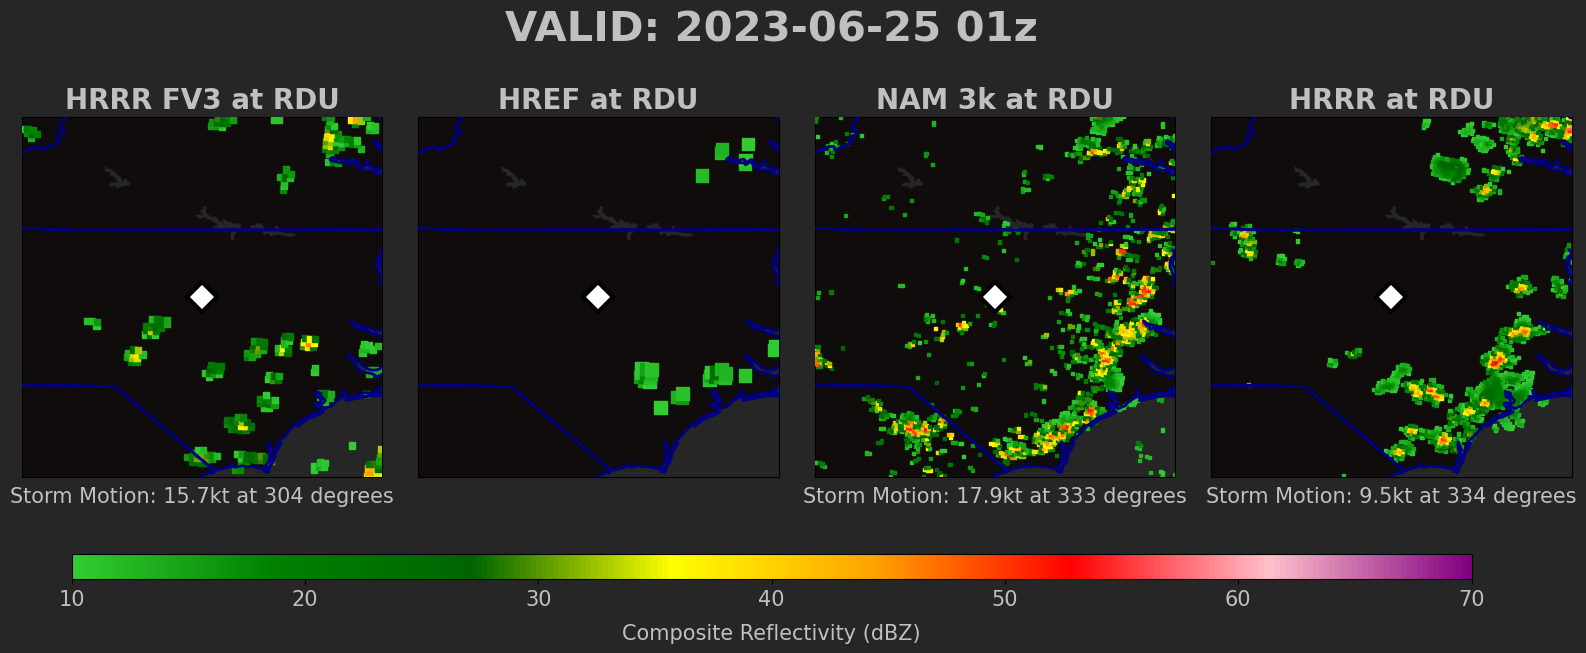 VALID: 2023-06-25 01z
HRRR FV3 at RDU
HREF at RDU
NAM 3k at RDU
HRRR at RDU
Storm Motion: 15.7kt at 304 degrees
Storm Motion: 17.9kt at 333 degrees
Storm Motion: 9.5kt at 334 degrees
10 20 30 40 50 60 70
Composite Reflectivity (dBZ)